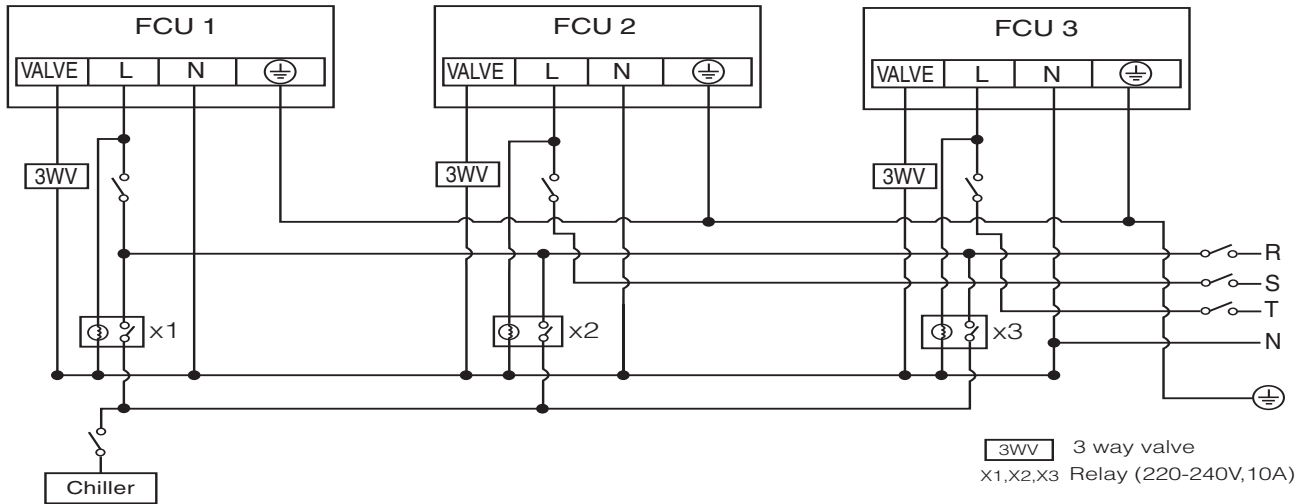 FCU 1
FCU 2
FCU 3
VALVE L N
VALVE L N
VALVE L N
3WV
3WV
3WV
R
S
T
N
x1
x2
x3
Chiller
3WV 3 way valve
X1,X2,X3 Relay (220-240V,10A)